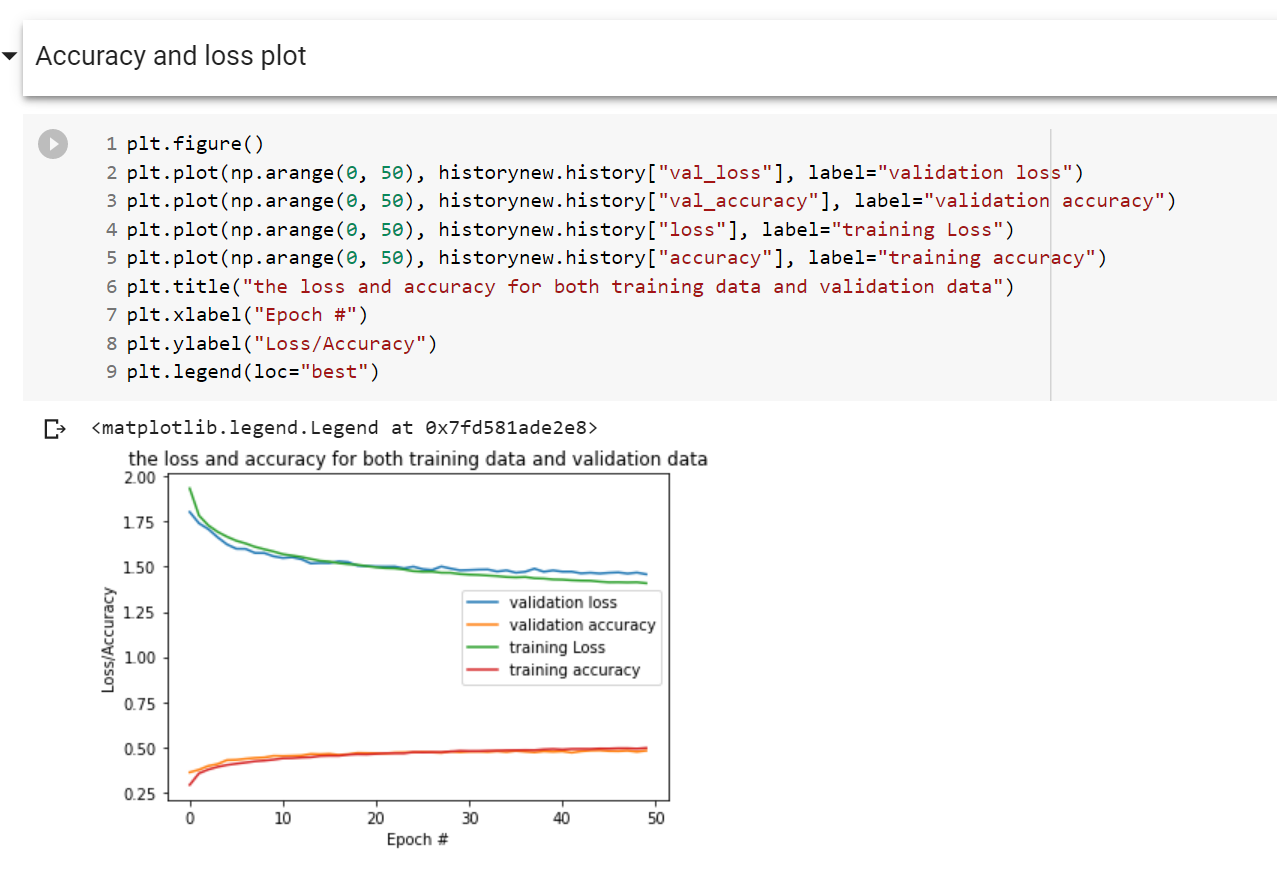 Accuracy and loss plot
1 plt.figure()
2 plt.plot(np.arange(0, 50), historynew.history["val_loss"], label="validation loss")
3 plt.plot(np.arange(0, 50), historynew.history["val_accuracy"], label="validation accuracy")
4 plt.plot(np.arange(0, 50), historynew.history["loss"], label="training Loss")
5 plt.plot(np.arange(0, 50), historynew.history["accuracy"], label="training accuracy")
6 plt.title("the loss and accuracy for both training data and validation data")
7 plt.xlabel("Epoch #")
8 plt.ylabel("Loss/Accuracy")
9 plt.legend(loc="best")
<matplotlib.legend.Legend at 0x7fd581ade2e8>
the loss and accuracy for both training data and validation data
2.00
1.75
1.50
1.25
1.00
0.75
0.50
0.25
Loss/Accuracy
validation loss
validation accuracy
training Loss
training accuracy
0 10 20 30 40 50
Epoch #